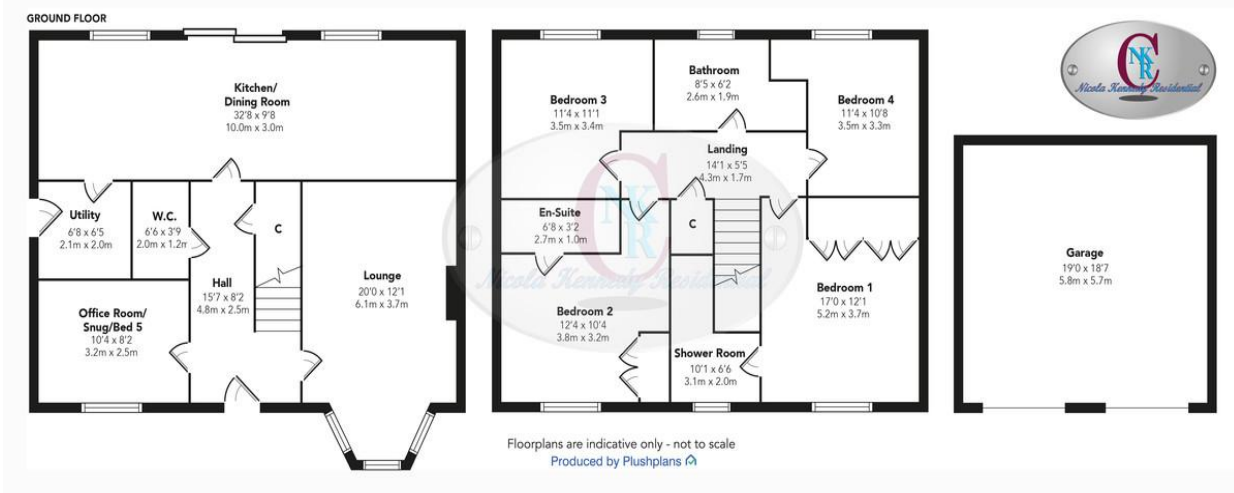 GROUND FLOOR
Kitchen/
Dining Room
32'8 x 9'8
10.0m x 3.0m
Utility
6'8 x 6'5
2.1m x 2.0m
W.C.
6'6 x 3'9
2.0m x 1.2m
C
Hall
15'7 x 8'2
4.8m x 2.5m
Lounge
20'0 x 12'1
6.1m x 3.7m
Office Room/
Snug/Bed 5
10'4 x 8'2
3.2m x 2.5m
Bedroom 3
11'4 x 11'1
3.5m x 3.4m
Bathroom
8'5 x 6'2
2.6m x 1.9m
Bedroom 4
11'4 x 10'8
3.5m x 3.3m
Landing
14'1 x 5'5
4.3m x 1.7m
En-Suite
6'8 x 3'2
2.7m x 1.0m
C
Bedroom 2
12'4 x 10'4
3.8m x 3.2m
Shower Room
10'1 x 6'6
3.1m x 2.0m
Bedroom 1
17'0 x 12'1
5.2m x 3.7m
C
NK
R
Nicola Kennedy Residential
C
NK
R
Nicola Kennedy Residential
Garage
19'0 x 18'7
5.8m x 5.7m
Floorplans are indicative only - not to scale
Produced by Plushplans